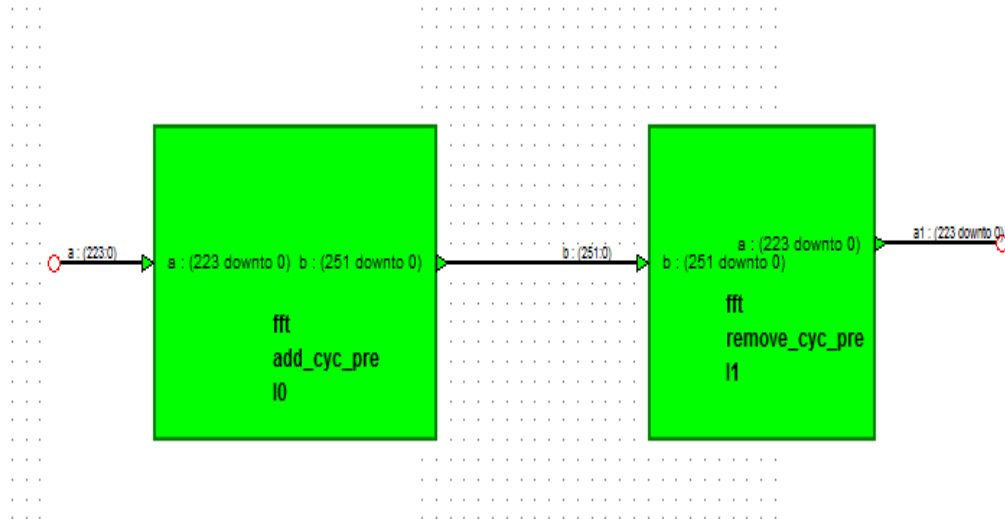 a : (223:0)
a : (223 downto 0)
b : (251 downto 0)
fft
add_cyc_pre
I0
b : (251:0)
a : (223 downto 0)
b : (251 downto 0)
fft
remove_cyc_pre
I1
a1 : (223 downto 0)